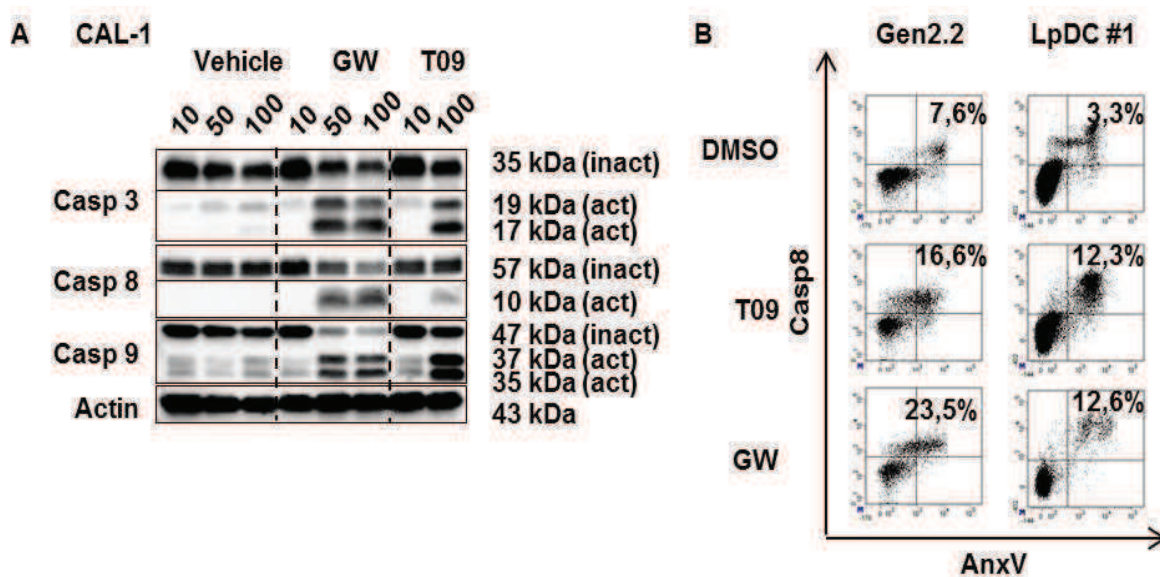 A CAL-1
Vehicle GW T09
10 50 100 10 50 100 10 100
Casp 3
35 kDa (inact)
19 kDa (act)
17 kDa (act)
Casp 8
57 kDa (inact)
10 kDa (act)
Casp 9
47 kDa (inact)
37 kDa (act)
35 kDa (act)
Actin
43 kDa
B
Gen2.2 LpDC #1
DMSO
7,6% 3,3%
T09
16,6% 12,3%
GW
23,5% 12,6%
Casp8
AnxV